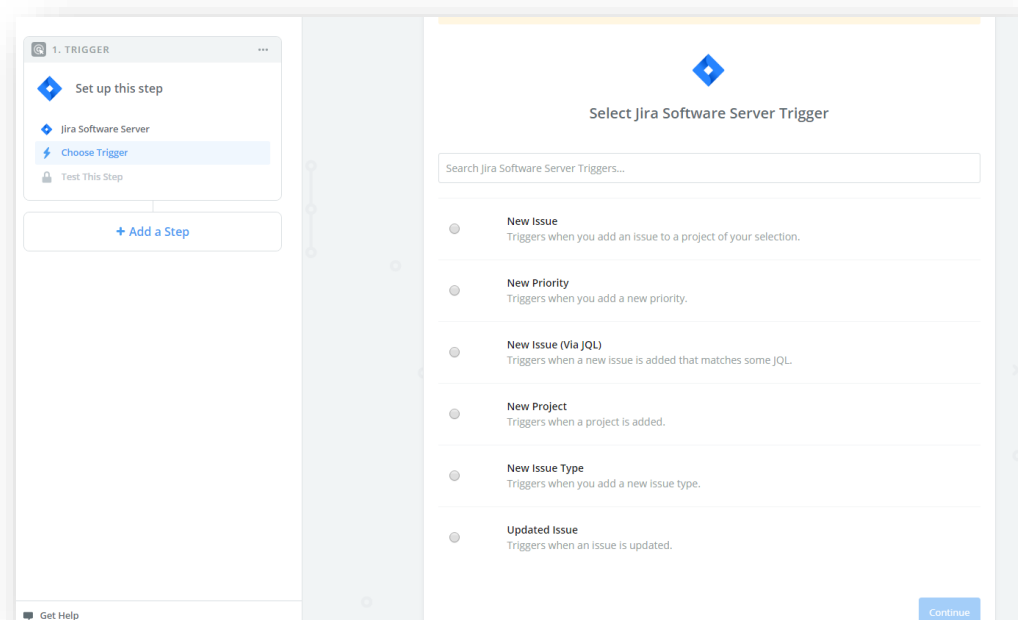 1. TRIGGER
Set up this step
Jira Software Server
Choose Trigger
Test This Step
+ Add a Step
Get Help
Select Jira Software Server Trigger
Search Jira Software Server Triggers...
New Issue
Triggers when you add an issue to a project of your selection.
New Priority
Triggers when you add a new priority.
New Issue (Via JQL)
Triggers when a new issue is added that matches some JQL.
New Project
Triggers when a project is added.
New Issue Type
Triggers when you add a new issue type.
Updated Issue
Triggers when an issue is updated.
Continue